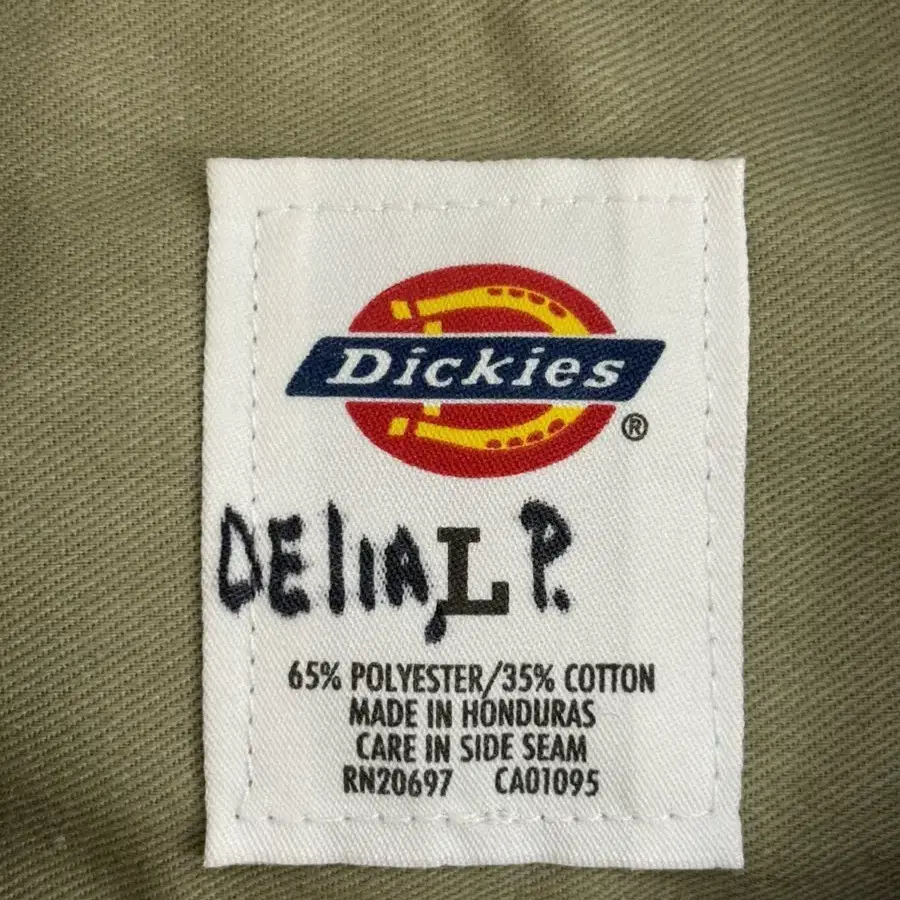 Dickies®
DElIA, L P.
65% POLYESTER/35% COTTON
MADE IN HONDURAS
CARE IN SIDE SEAM
RN20697 CA01095